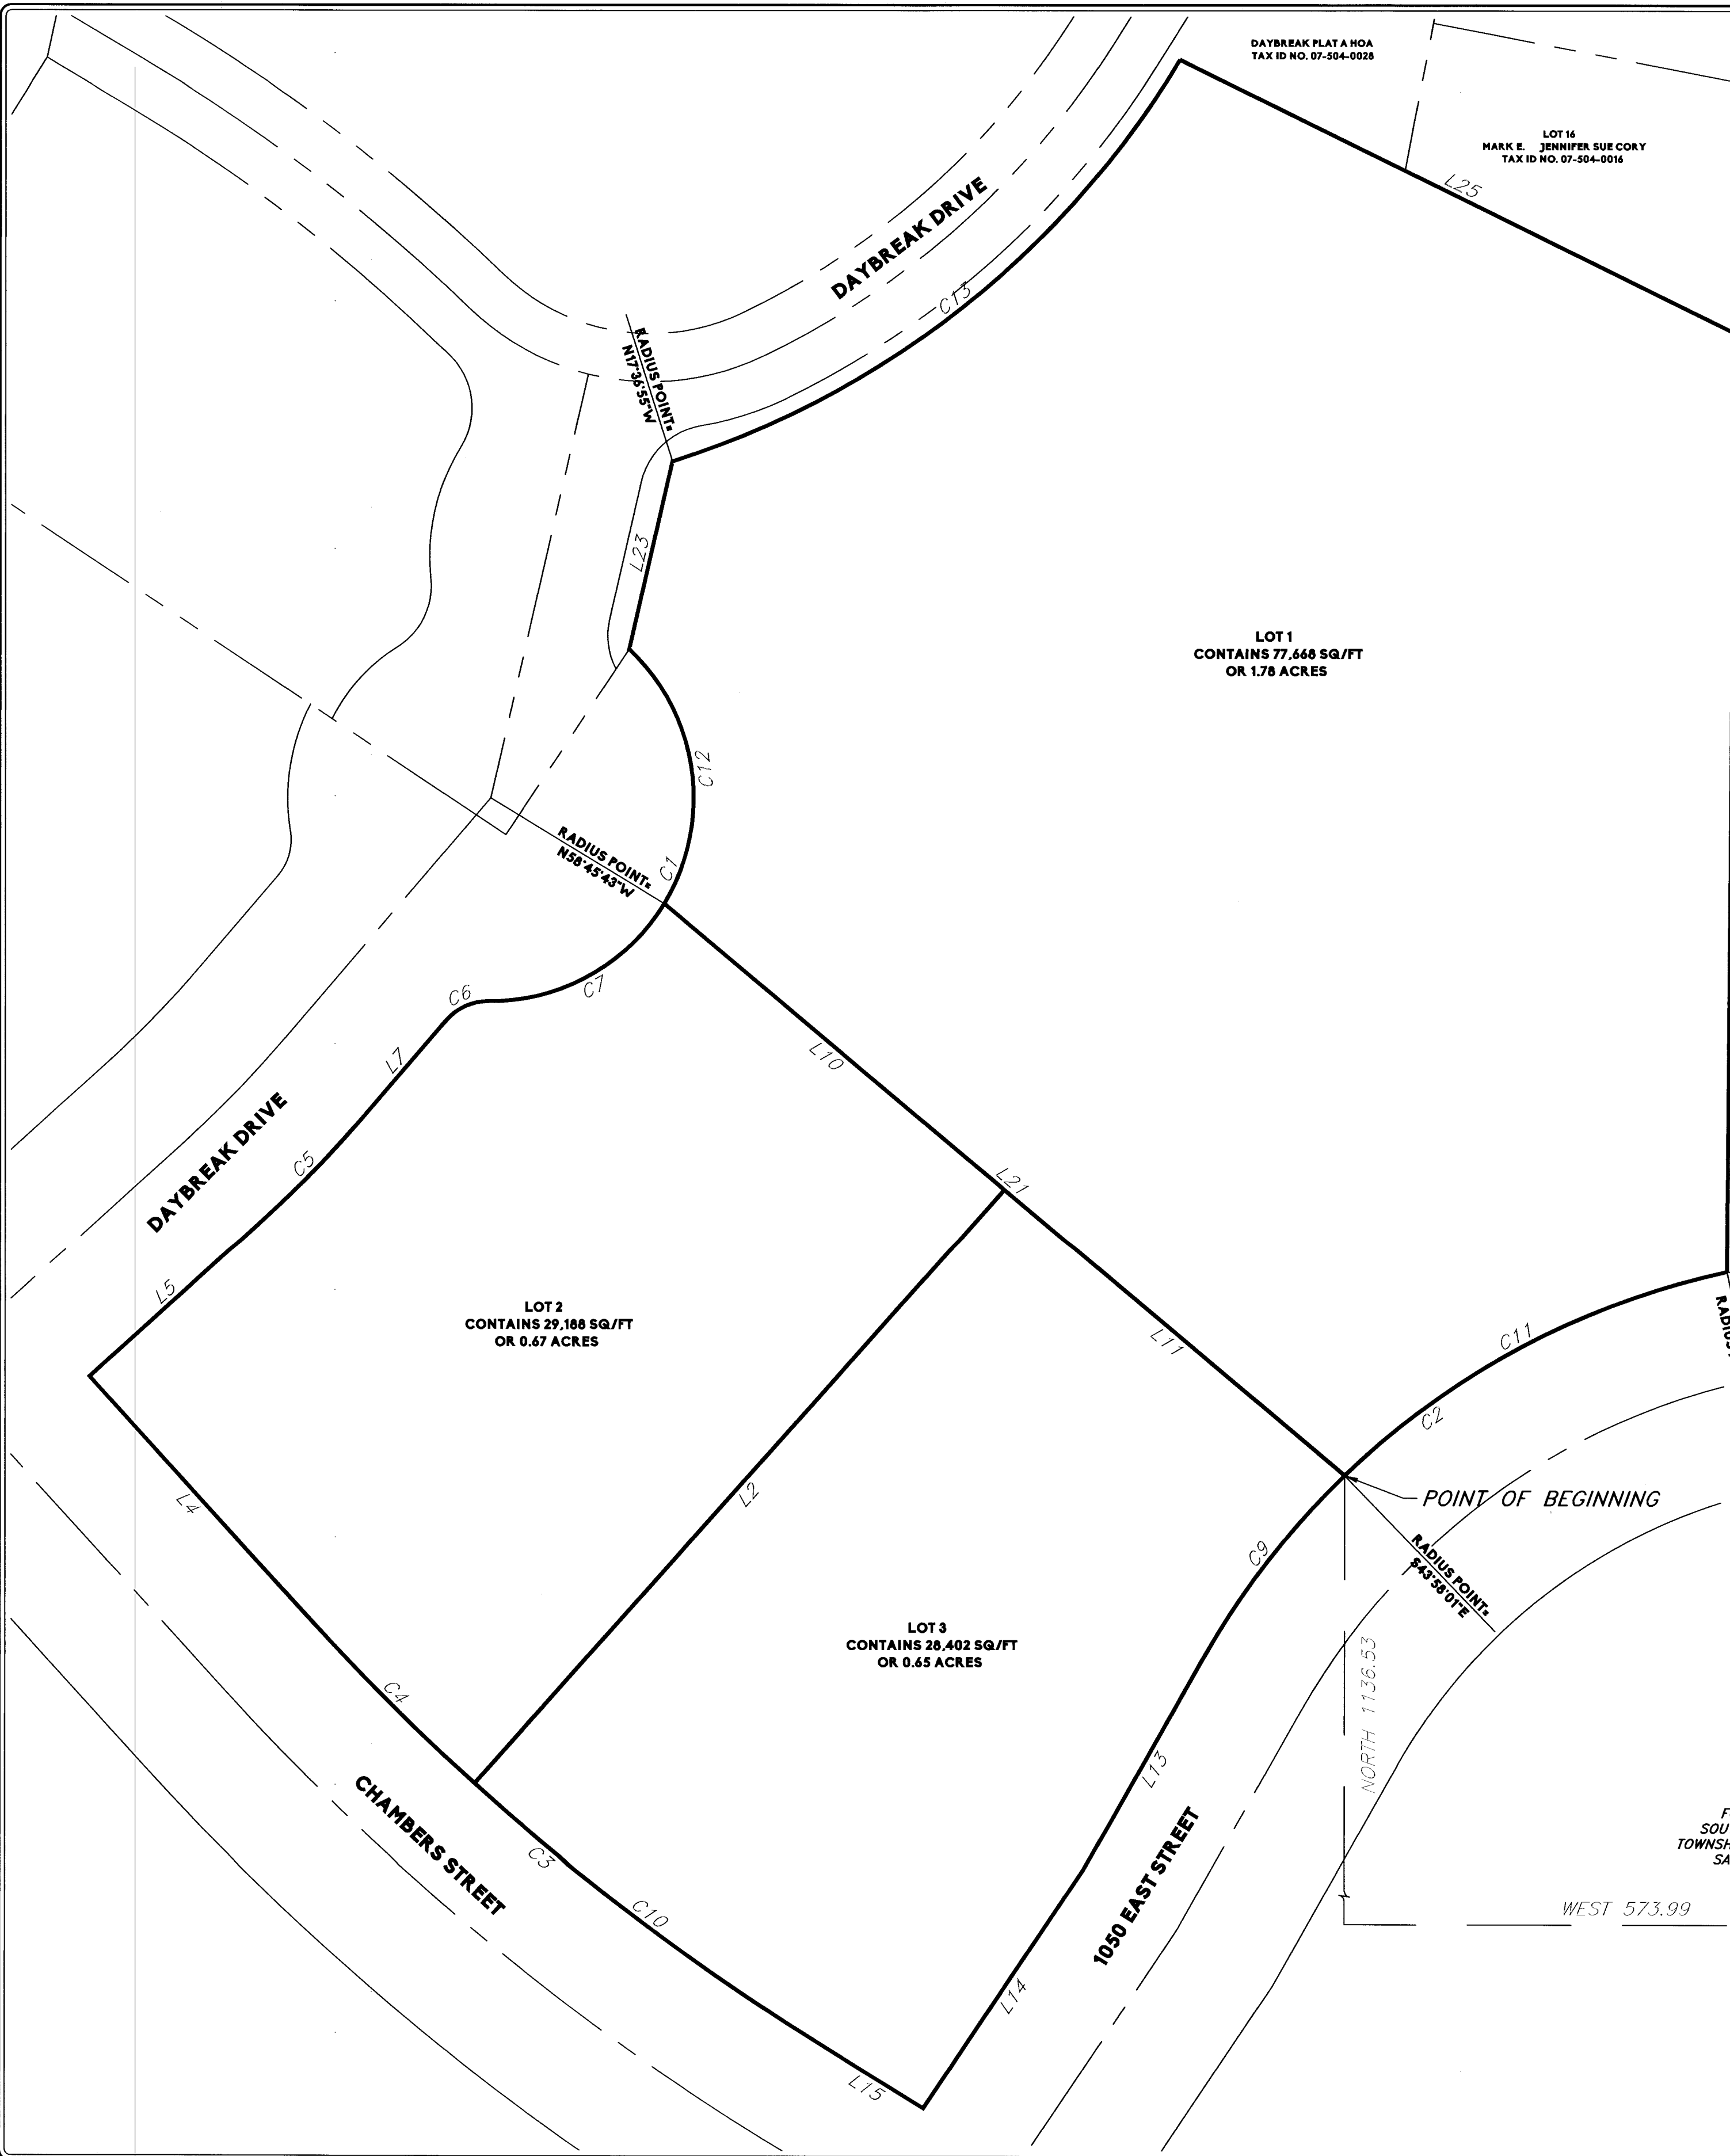 DAYBREAK PLAT A HOA
TAX ID NO. 07-504-0028
LOT 16
MARK E. JENNIFER SUE CORY
TAX ID NO. 07-504-0016
L25
DAYBREAK DRIVE
C13
RADIUS POINT=
N17°36'55"W
L23
LOT 1
CONTAINS 77,668 SQ/FT
OR 1.78 ACRES
C12
RADIUS POINT=
N58°45'43"W
C1
C7
C6
L10
L7
DAYBREAK DRIVE
C5
L21
L5
LOT 2
CONTAINS 29,188 SQ/FT
OR 0.67 ACRES
L11
C11
C2
L4
L2
POINT OF BEGINNING
C9
RADIUS POINT=
S43°58'01"E
LOT 3
CONTAINS 28,402 SQ/FT
OR 0.65 ACRES
NORTH 1136.53
C4
L13
CHAMBERS STREET
C3
1050 EAST STREET
SOU
TOWNSH
SA
C10
WEST 573.99
L14
L15